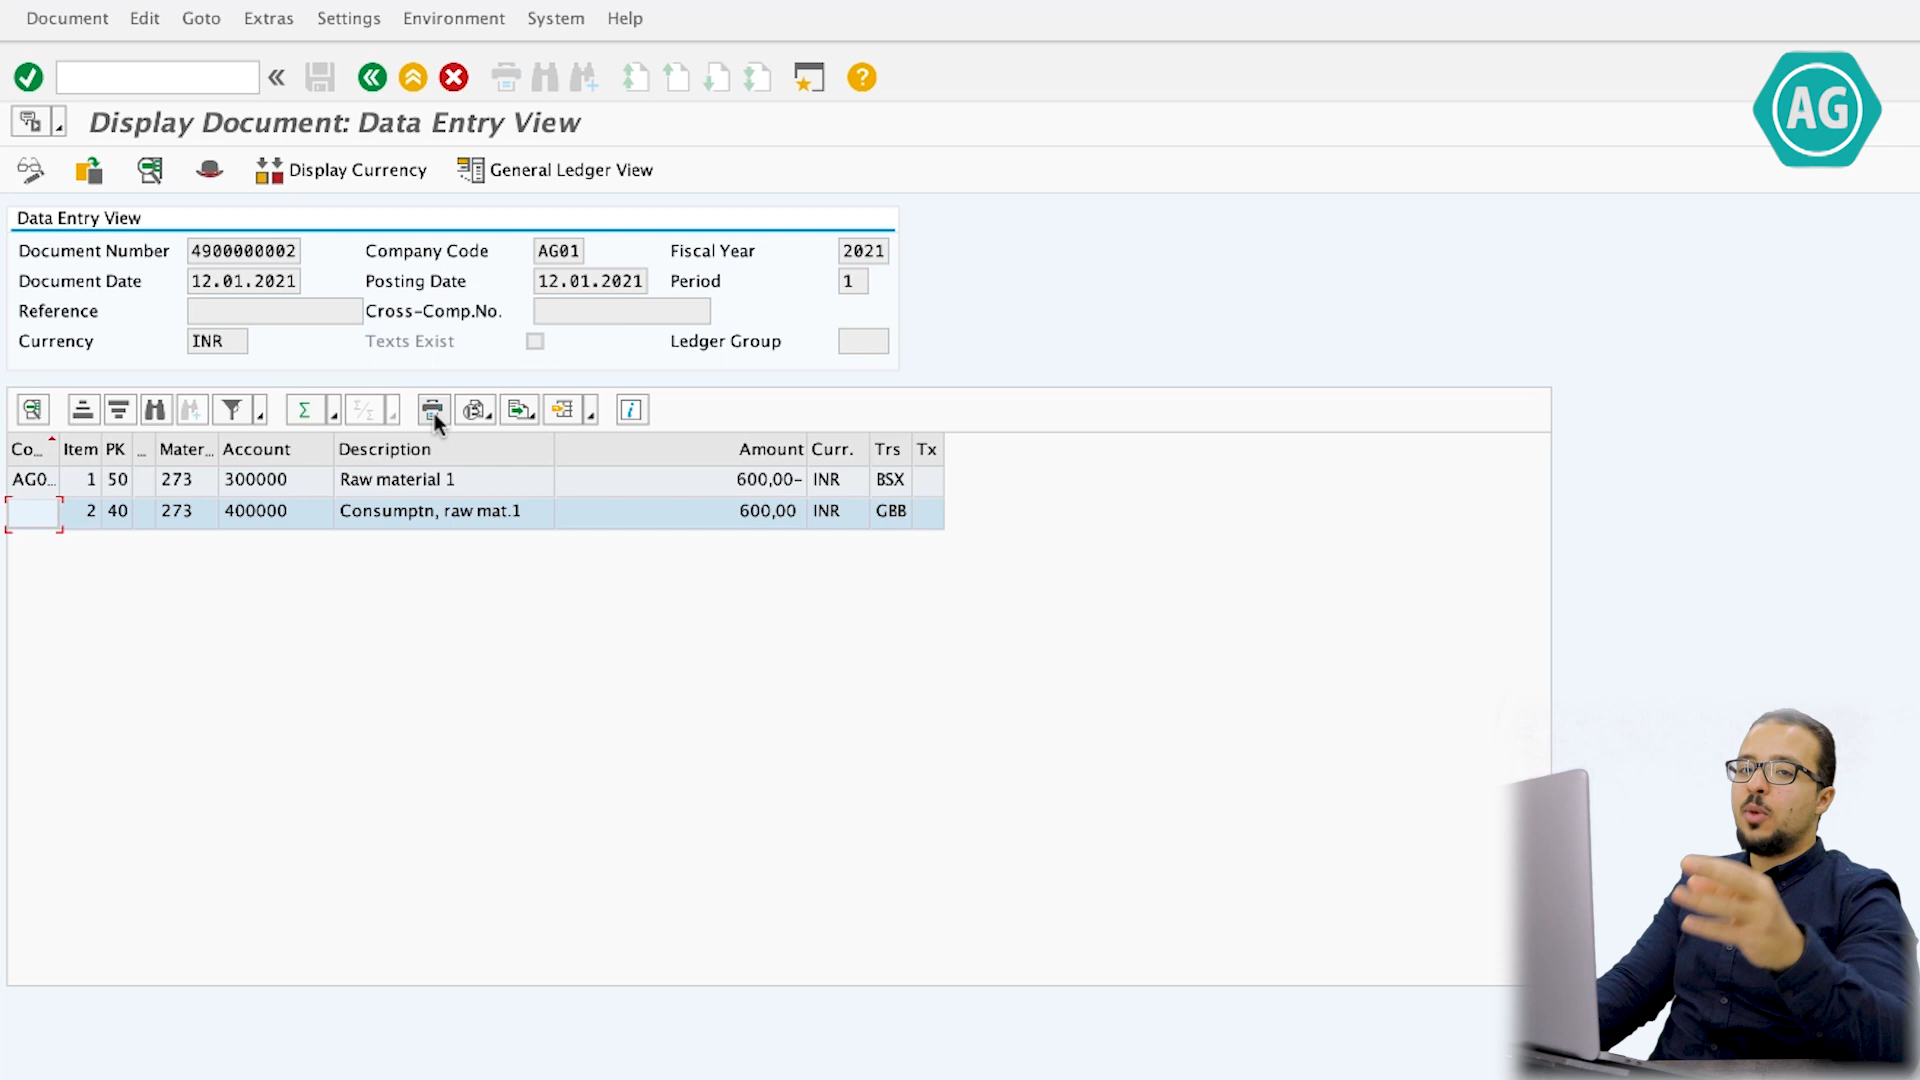 Document Edit Goto Extras Settings Environment System Help
AG
Display Document: Data Entry View
Display Currency General Ledger View
Data Entry View
Document Number 4900000002 Company Code AG01 Fiscal Year 2021
Document Date 12.01.2021 Posting Date 12.01.2021 Period 1
Reference Cross-Comp.No.
Currency INR Texts Exist Ledger Group
Co... Item PK ... Mater... Account Description Amount Curr. Trs Tx
AG0... 1 50 273 300000 Raw material 1 600,00- INR BSX
2 40 273 400000 Consumptn, raw mat.1 600,00 INR GBB